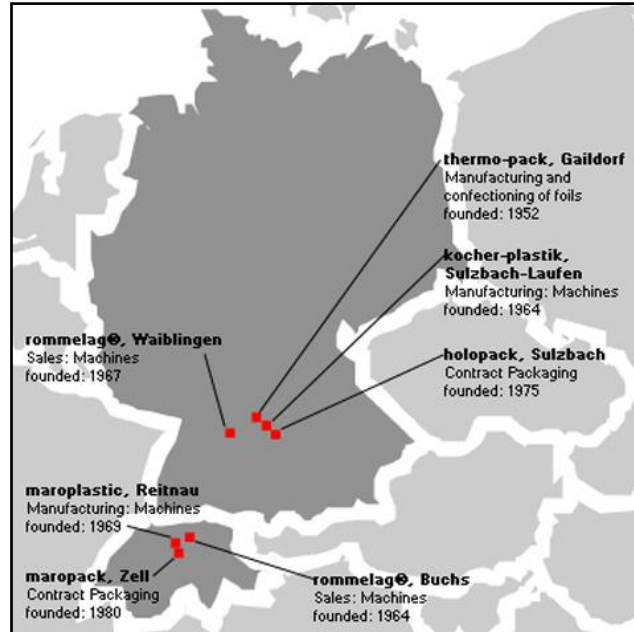 thermo-pack, Gaildorf
Manufacturing and
confectioning of foils
founded: 1952
kocher-plastik,
Sulzbach-Laufen
Manufacturing: Machines
founded: 1964
rommelag®, Waiblingen
Sales: Machines
founded: 1967
holopack, Sulzbach
Contract Packaging
founded: 1975
maroplastic, Reitnau
Manufacturing: Machines
founded: 1969
maropack, Zell
Contract Packaging
founded: 1980
rommelag®, Buchs
Sales: Machines
founded: 1964